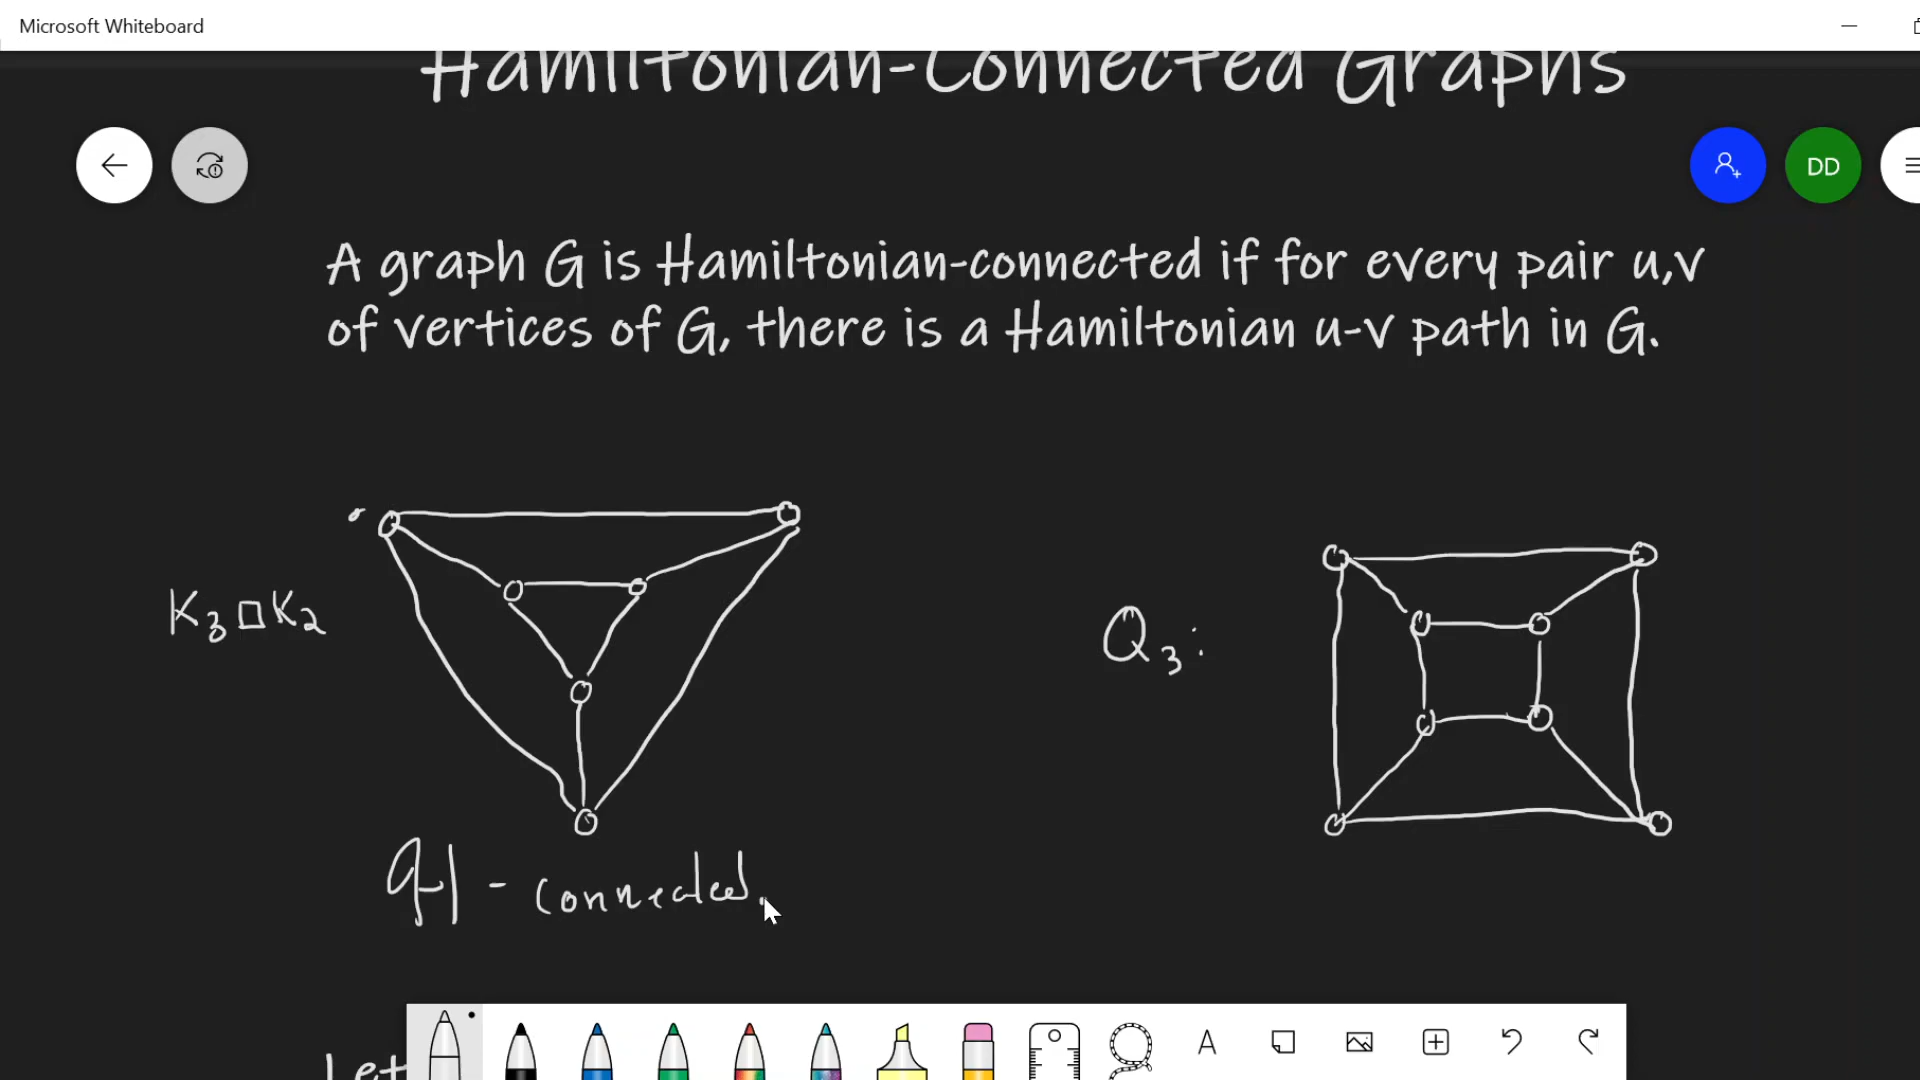 Microsoft Whiteboard
Hamiltonian-Connected Graphs
DD
A graph G is Hamiltonian-connected if for every pair u,v
of vertices of G, there is a Hamiltonian u-v path in G.
K₃□K₂
Q₃:
H - connected.
Let